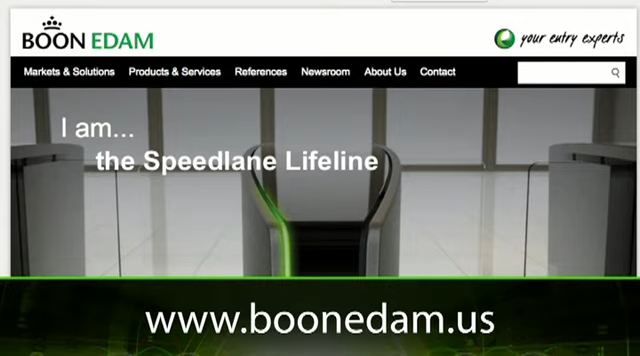 BOON EDAM
your entry experts
Markets & Solutions Products & Services References Newsroom About Us Contact
I am...
the Speedlane Lifeline
www.boonedam.us